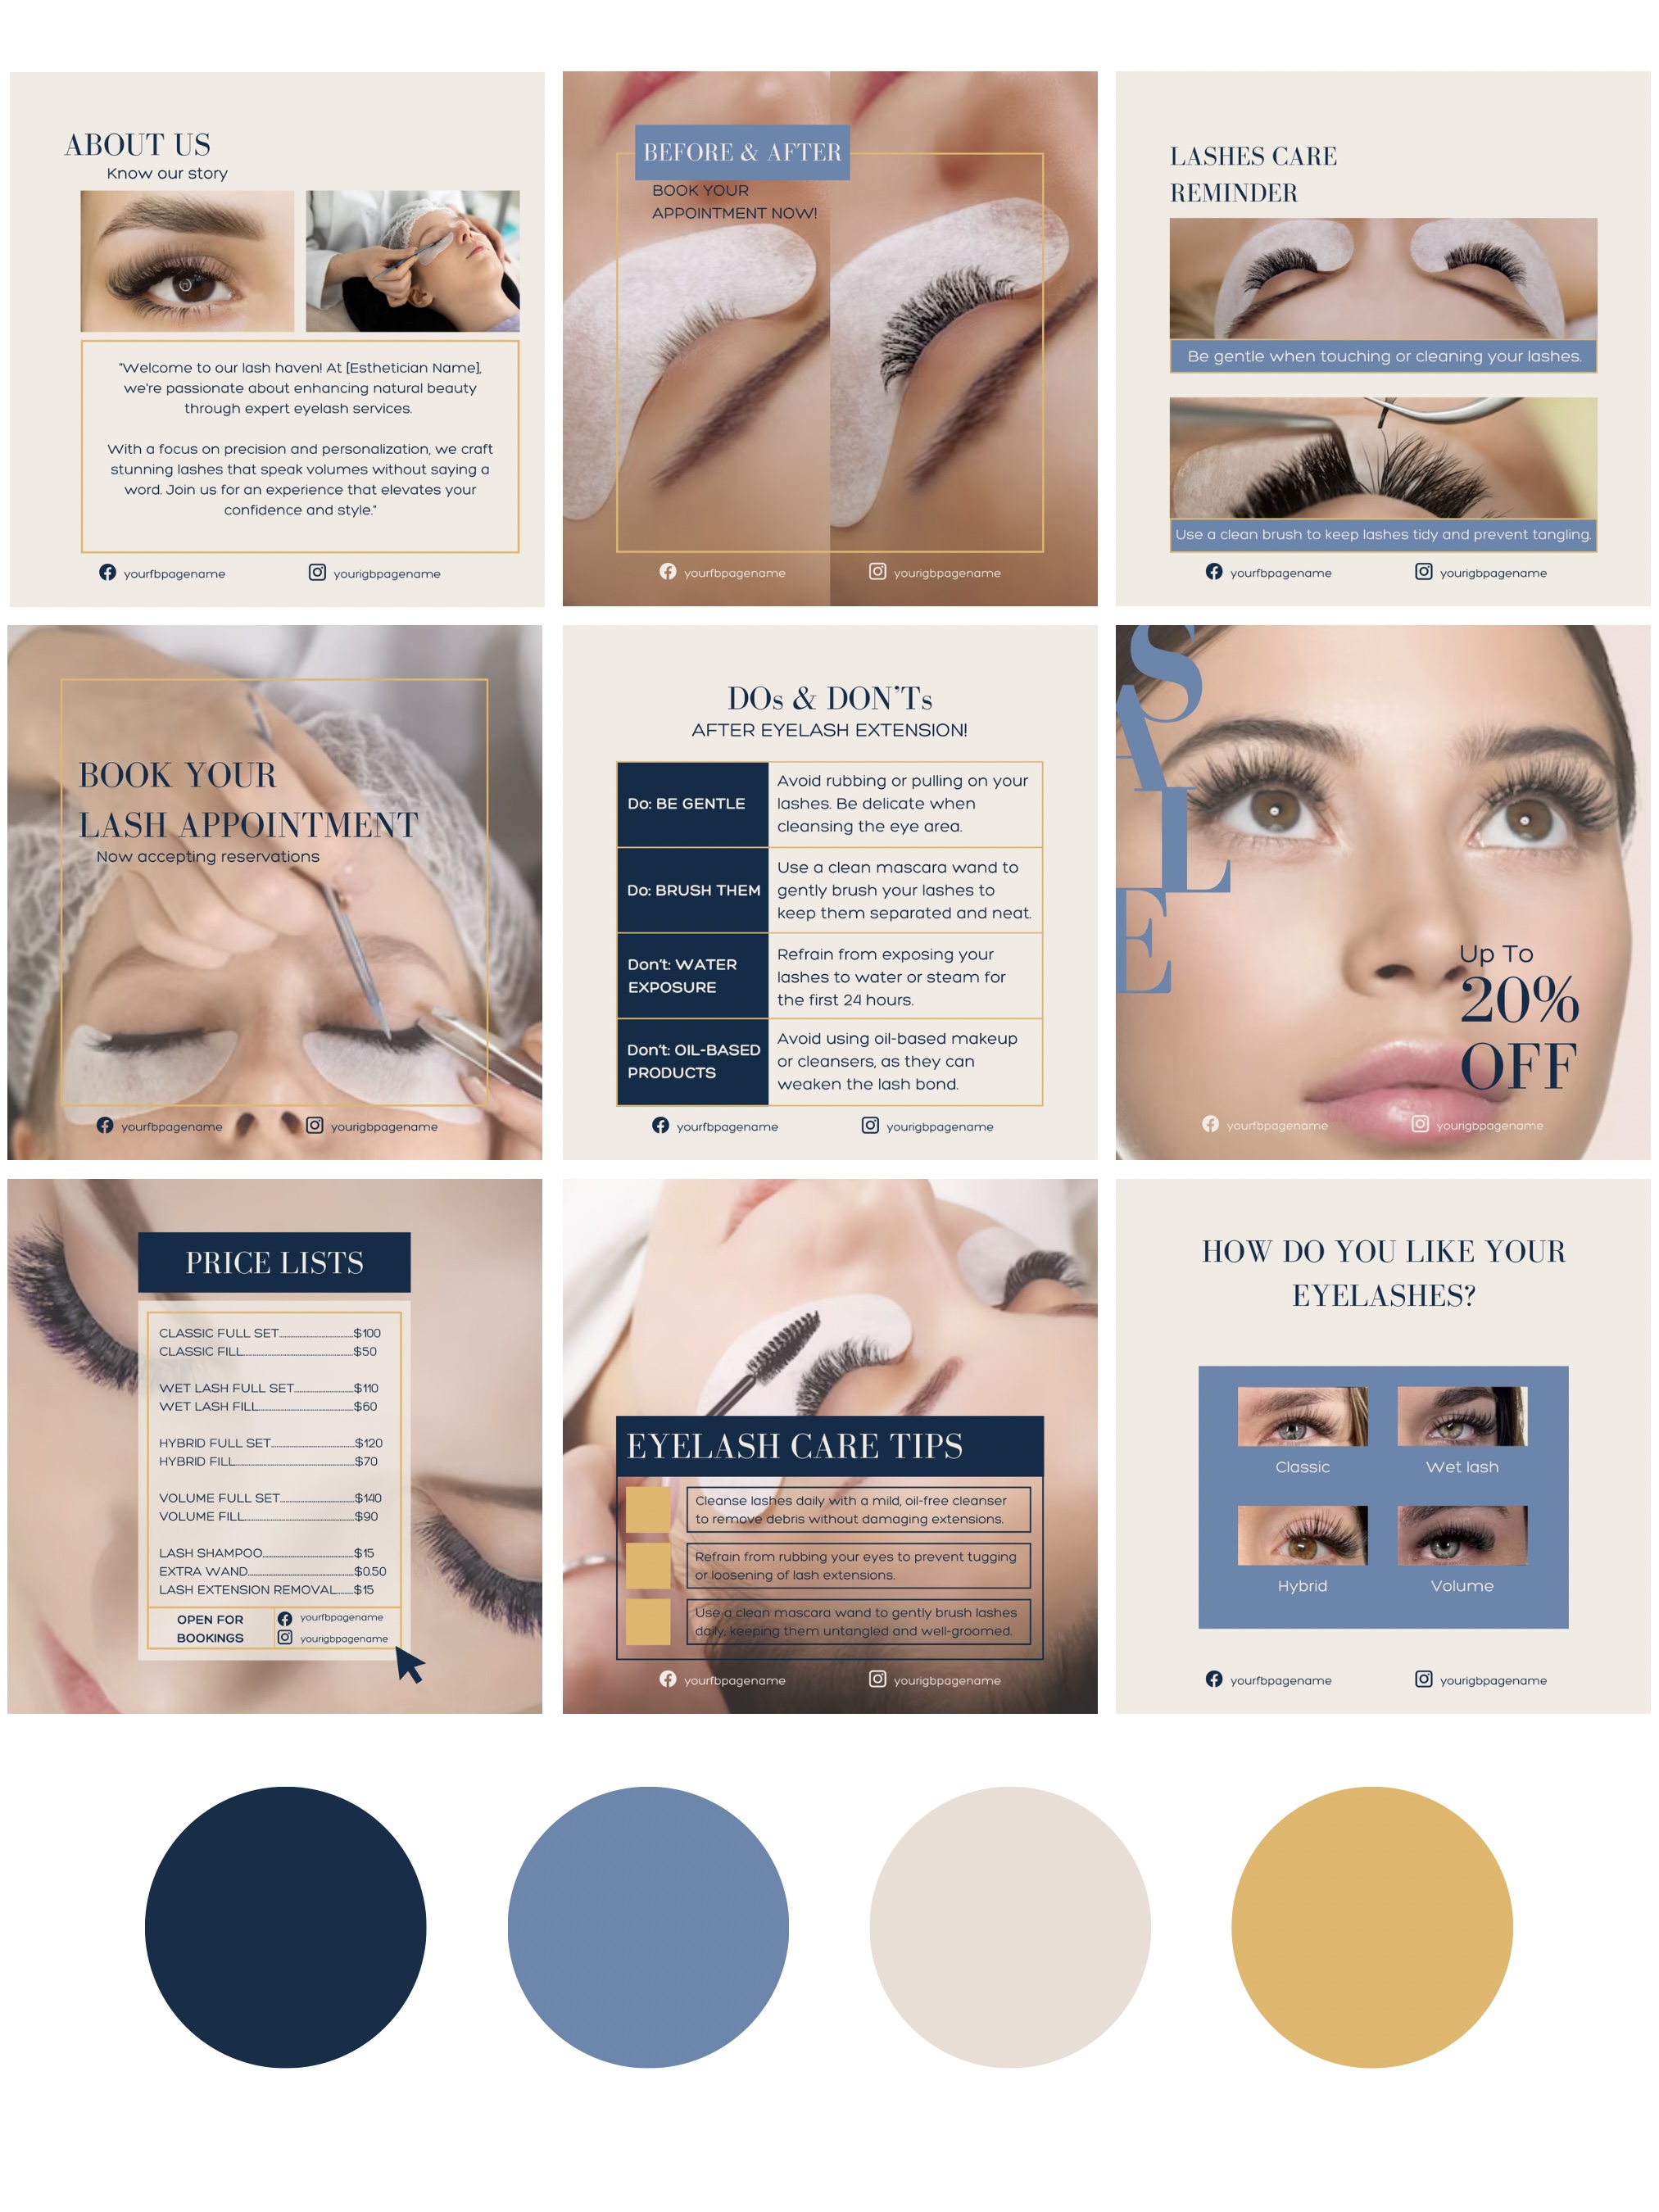 ABOUT US
Know our story
"Welcome to our lash haven! At [Esthetician Name],
we're passionate about enhancing natural beauty
through expert eyelash services.
With a focus on precision and personalization, we craft
stunning lashes that speak volumes without saying a
word. Join us for an experience that elevates your
confidence and style."
yourfbpagename
yourigbpagename
BEFORE & AFTER
BOOK YOUR
APPOINTMENT NOW!
yourfbpagename
yourigbpagename
LASHES CARE
REMINDER
Be gentle when touching or cleaning your lashes.
Use a clean brush to keep lashes tidy and prevent tangling.
yourfbpagename
yourigbpagename
BOOK YOUR
LASH APPOINTMENT
Now accepting reservations
yourfbpagename
yourigbpagename
DOs & DON'Ts
AFTER EYELASH EXTENSION!
Do: BE GENTLE
Avoid rubbing or pulling on your
lashes. Be delicate when
cleansing the eye area.
Do: BRUSH THEM
Use a clean mascara wand to
gently brush your lashes to
keep them separated and neat.
Don't: WATER
EXPOSURE
Refrain from exposing your
lashes to water or steam for
the first 24 hours.
Don't: OIL-BASED
PRODUCTS
Avoid using oil-based makeup
or cleansers, as they can
weaken the lash bond.
yourfbpagename
yourigbpagename
SALE
Up To
20%
OFF
yourfbpagename
yourigbpagename
PRICE LISTS
CLASSIC FULL SET....................$100
CLASSIC FILL....................$50
WET LASH FULL SET....................$110
WET LASH FILL....................$60
HYBRID FULL SET....................$120
HYBRID FILL....................$70
VOLUME FULL SET....................$140
VOLUME FILL....................$90
LASH SHAMPOO....................$15
EXTRA WAND....................$0.50
LASH EXTENSION REMOVAL......$15
OPEN FOR
BOOKINGS
yourfbpagename
yourigbpagename
EYELASH CARE TIPS
Cleanse lashes daily with a mild, oil-free cleanser
to remove debris without damaging extensions.
Refrain from rubbing your eyes to prevent tugging
or loosening of lash extensions.
Use a clean mascara wand to gently brush lashes
daily, keeping them untangled and well-groomed.
yourfbpagename
yourigbpagename
HOW DO YOU LIKE YOUR
EYELASHES?
Classic
Wet lash
Hybrid
Volume
yourfbpagename
yourigbpagename